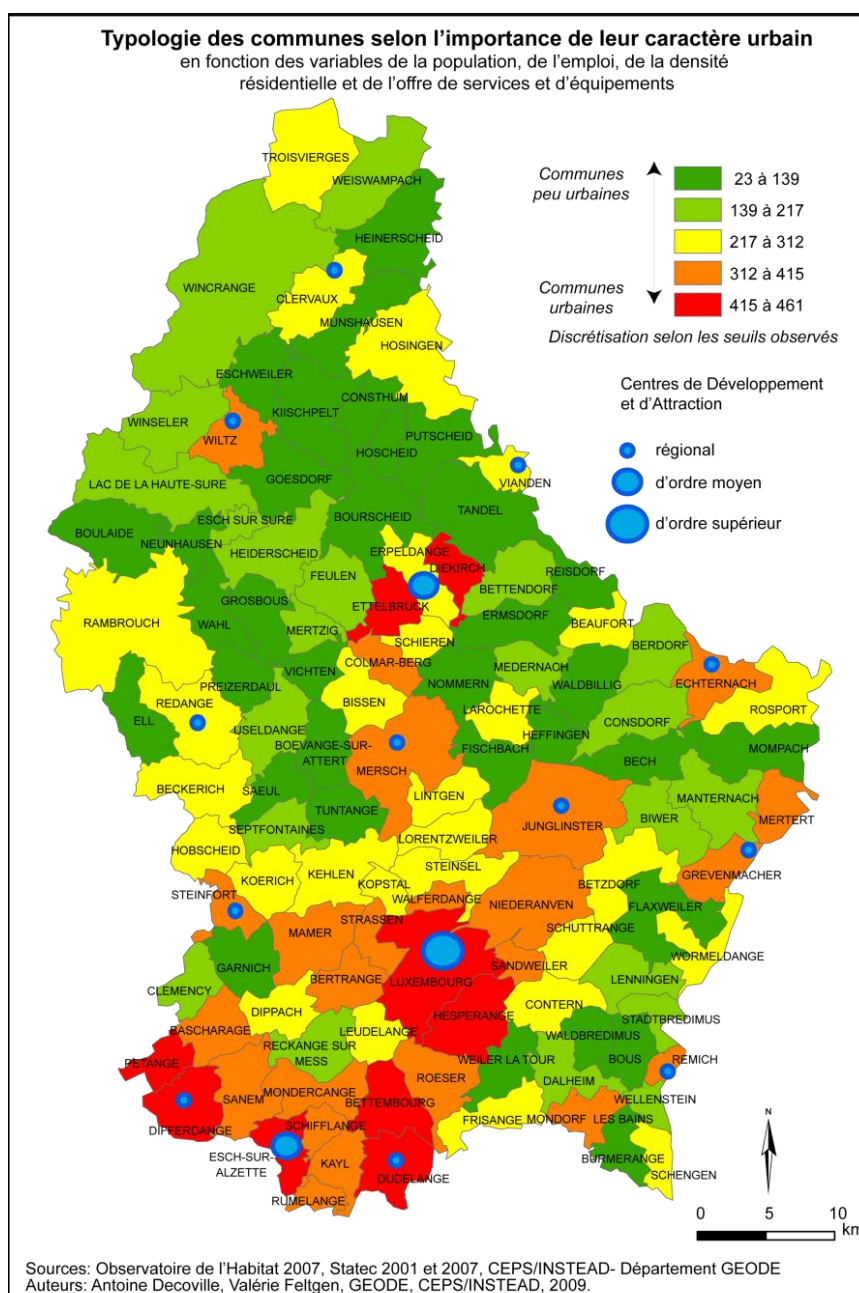 Typologie des communes selon l'importance de leur caractère urbain
en fonction des variables de la population, de l'emploi, de la densité
résidentielle et de l'offre de services et d'équipements
Communes
peu urbaines
Communes
urbaines
23 à 139
139 à 217
217 à 312
312 à 415
415 à 461
Discrétisation selon les seuils observés
Centres de Développement
et d'Attraction
régional
d'ordre moyen
d'ordre supérieur
TROISVIERGES
WEISWAMPACH
HEINERSCHEID
WINCRANGE
CLERVAUX
MUNSHAUSEN
HOSINGEN
ESCHWEILER
CONSTHUM
KIISCHPELT
WINSELER
WILTZ
PUTSCHEID
HOSCHEID
GOESDORF
VIANDEN
LAC DE LA HAUTE-SURE
TANDEL
ESCH SUR SURE
BOURSCHEID
BOULAIDE
NEUNHAUSEN
HEIDERSCHEID
ERPELDANGE
DIEKIRCH
FEULEN
REISDORF
BETTENDORF
GROSBOUS
ETTELBRUCK
ERMSDORF
RAMBROUCH
WAHL
MERTZIG
BEAUFORT
SCHIEREN
BERDORF
COLMAR-BERG
VICHTEN
MEDERNACH
ECHTERNACH
PREIZERDAUL
NOMMERN
WALDBILLIG
REDANGE
BISSEN
LAROCHETTE
ROSPORT
ELL
USELDANGE
CONSDORF
HEFFINGEN
BOEVANGE-SUR-
ATTERT
FISCHBACH
MOMPACH
BECH
MERSCH
BECKERICH
SAEUL
LINTGEN
MANTERNACH
TUNTANGE
MERTERT
BIWER
JUNGLINSTER
SEPTFONTAINES
LORENTZWEILER
HOBSCHEID
STEINSEL
KEHLEN
GREVENMACHER
KOERICH
KOPSTAL
BETZDORF
STEINFORT
WALFERDANGE
NIEDERANVEN
FLAXWEILER
STRASSEN
SCHUTTRANGE
MAMER
WORMELDANGE
GARNICH
SANDWEILER
BERTRANGE
LENNINGEN
LUXEMBOURG
CLEMENCY
CONTERN
DIPPACH
HESPERANGE
STADTBREDIMUS
BASCHARAGE
LEUDELANGE
WALDBREDIMUS
RECKANGE SUR
MESS
PETANGE
WEILER LA TOUR
BOUS
REMICH
ROESER
DALHEIM
MONDERCANGE
SANEM
BETTEMBOURG
WELLENSTEIN
FRISANGE
MONDORF
LES BAINS
DIFFERDANGE
SCHIFFLANGE
ESCH-SUR-
ALZETTE
KAYL
BURMERANGE
DUDELANGE
SCHENGEN
RUMELANGE
N
0
5
10
km
Sources: Observatoire de l'Habitat 2007, Statec 2001 et 2007, CEPS/INSTEAD- Département GEODE
Auteurs: Antoine Decoville, Valérie Feltgen, GEODE, CEPS/INSTEAD, 2009.